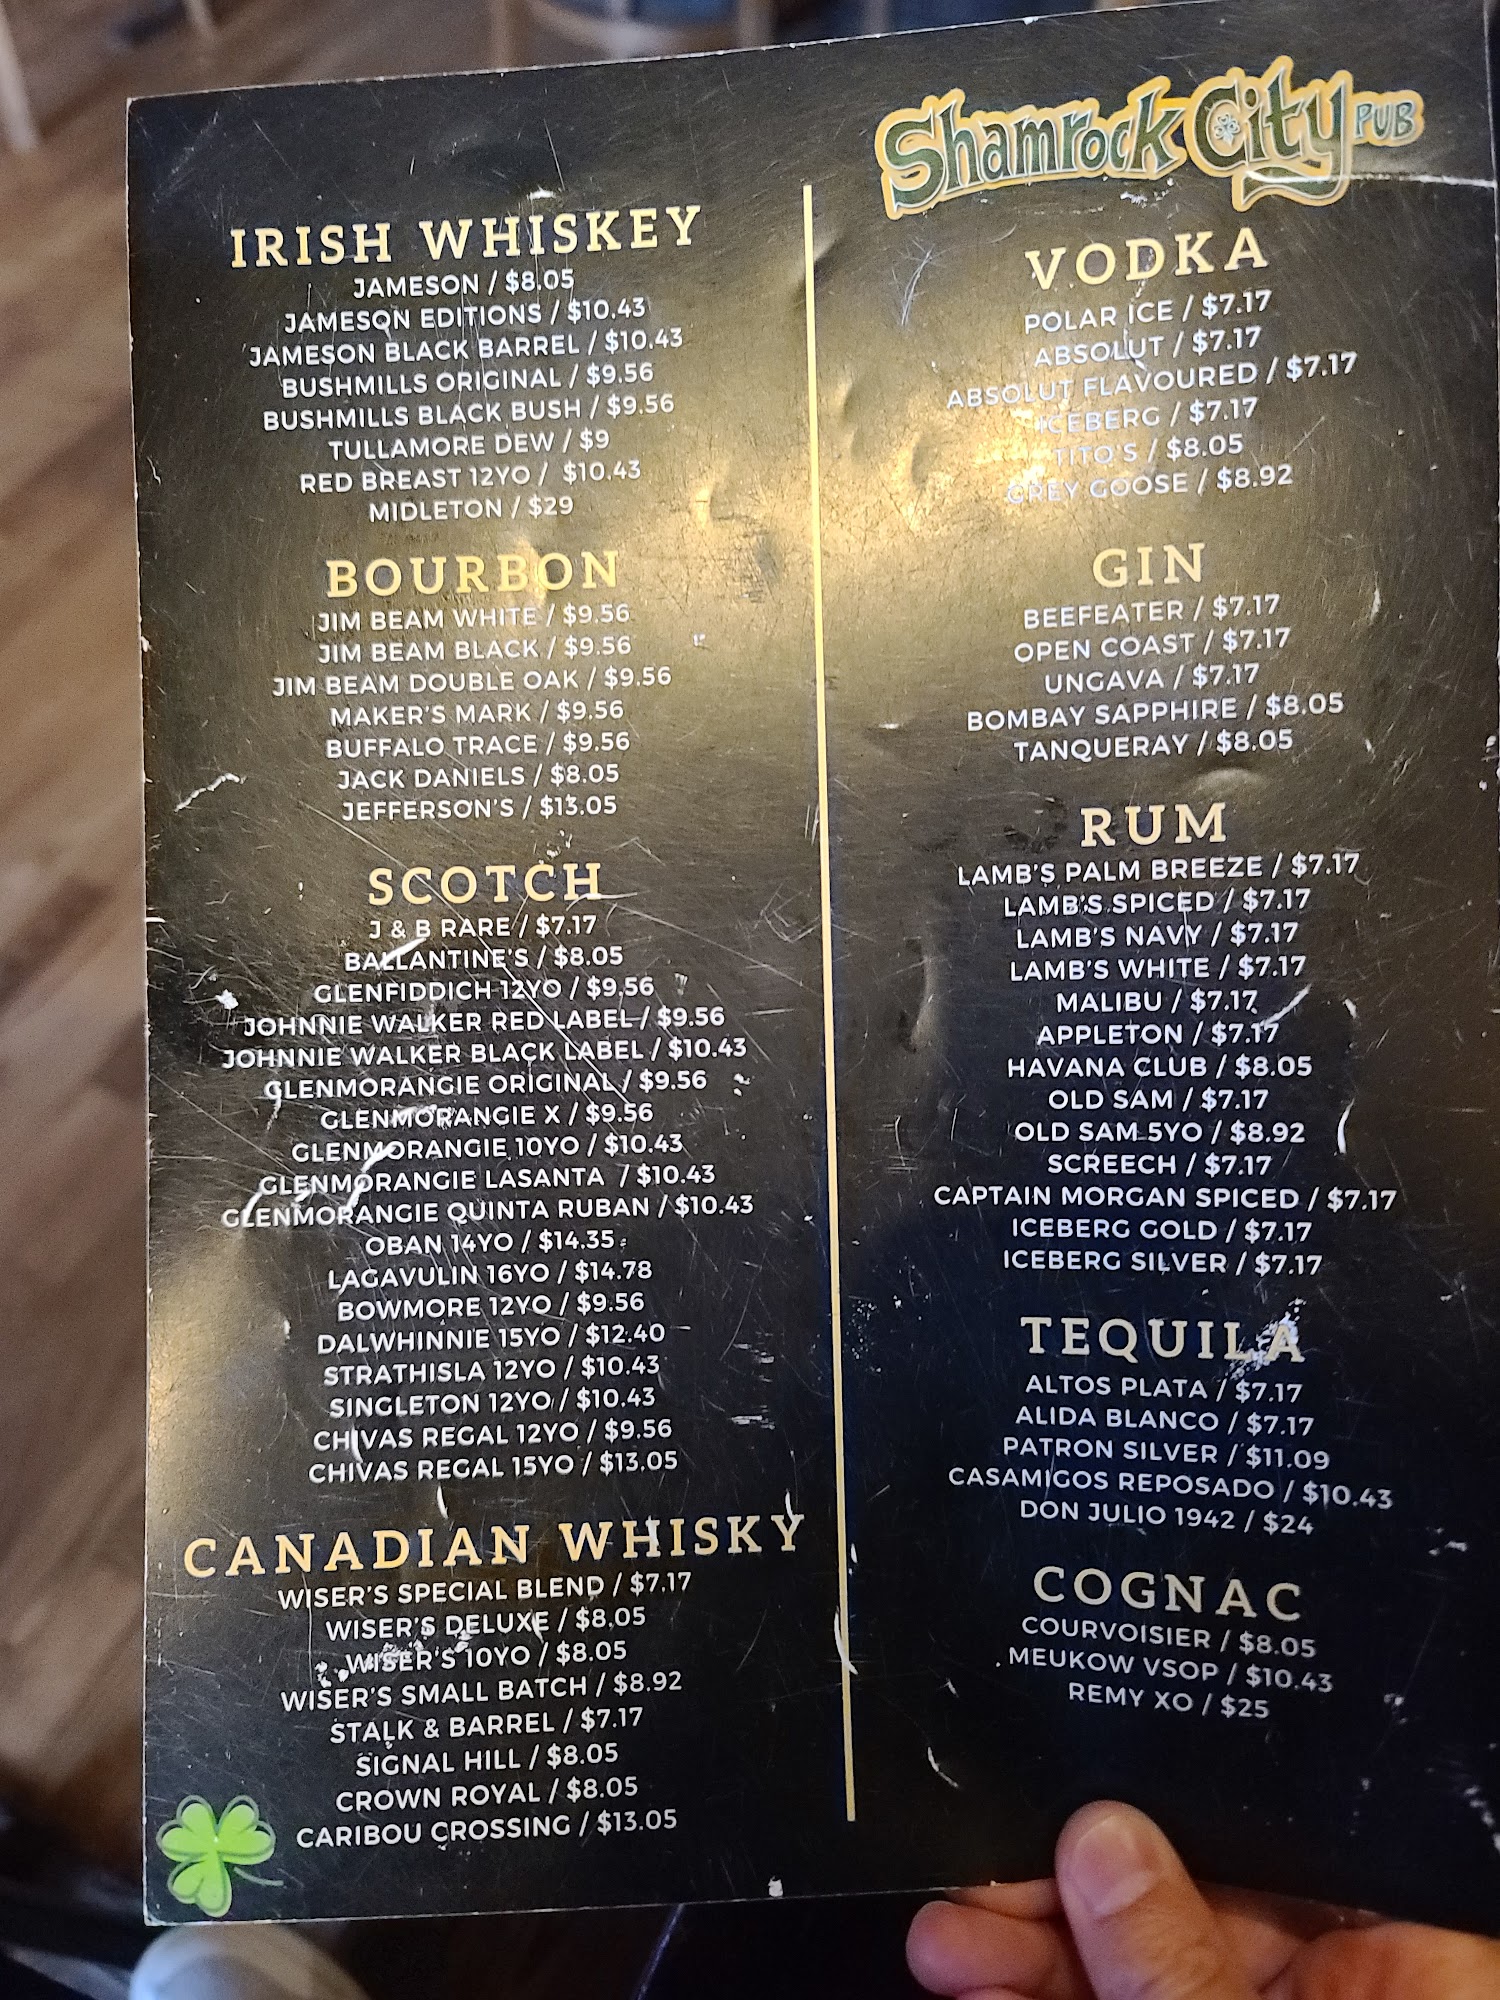 Shamrock City PUB
IRISH WHISKEY
JAMESON / $8.05
JAMESON EDITIONS / $10.43
JAMESON BLACK BARREL / $10.43
BUSHMILLS ORIGINAL / $9.56
BUSHMILLS BLACK BUSH / $9.56
TULLAMORE DEW / $9
RED BREAST 12YO / $10.43
MIDLETON / $29
BOURBON
JIM BEAM WHITE / $9.56
JIM BEAM BLACK / $9.56
JIM BEAM DOUBLE OAK / $9.56
MAKER'S MARK / $9.56
BUFFALO TRACE / $9.56
JACK DANIELS / $8.05
JEFFERSON'S / $13.05
SCOTCH
J & B RARE / $7.17
BALLANTINE'S / $8.05
GLENFIDDICH 12YO / $9.56
JOHNNIE WALKER RED LABEL / $9.56
JOHNNIE WALKER BLACK LABEL / $10.43
GLENMORANGIE ORIGINAL / $9.56
GLENMORANGIE X / $9.56
GLENMORANGIE 10YO / $10.43
GLENMORANGIE LASANTA / $10.43
GLENMORANGIE QUINTA RUBAN / $10.43
OBAN 14YO / $14.35
LAGAVULIN 16YO / $14.78
BOWMORE 12YO / $9.56
DALWHINNIE 15YO / $12.40
STRATHISLA 12YO / $10.43
SINGLETON 12YO / $10.43
CHIVAS REGAL 12YO / $9.56
CHIVAS REGAL 15YO / $13.05
CANADIAN WHISKY
WISER'S SPECIAL BLEND / $7.17
WISER'S DELUXE / $8.05
WISER'S 10YO / $8.05
WISER'S SMALL BATCH / $8.92
STALK & BARREL / $7.17
SIGNAL HILL / $8.05
CROWN ROYAL / $8.05
CARIBOU CROSSING / $13.05
VODKA
POLAR ICE / $7.17
ABSOLUT / $7.17
ABSOLUT FLAVOURED / $7.17
ICEBERG / $7.17
TITO'S / $8.05
GREY GOOSE / $8.92
GIN
BEEFEATER / $7.17
OPEN COAST / $7.17
UNGAVA / $7.17
BOMBAY SAPPHIRE / $8.05
TANQUERAY / $8.05
RUM
LAMB'S PALM BREEZE / $7.17
LAMB'S SPICED / $7.17
LAMB'S NAVY / $7.17
LAMB'S WHITE / $7.17
MALIBU / $7.17
APPLETON / $7.17
HAVANA CLUB / $8.05
OLD SAM / $7.17
OLD SAM 5YO / $8.92
SCREECH / $7.17
CAPTAIN MORGAN SPICED / $7.17
ICEBERG GOLD / $7.17
ICEBERG SILVER / $7.17
TEQUILA
ALTOS PLATA / $7.17
ALIDA BLANCO / $7.17
PATRON SILVER / $11.09
CASAMIGOS REPOSADO / $10.43
DON JULIO 1942 / $24
COGNAC
COURVOISIER / $8.05
MEUKOW VSOP / $10.43
REMY XO / $25